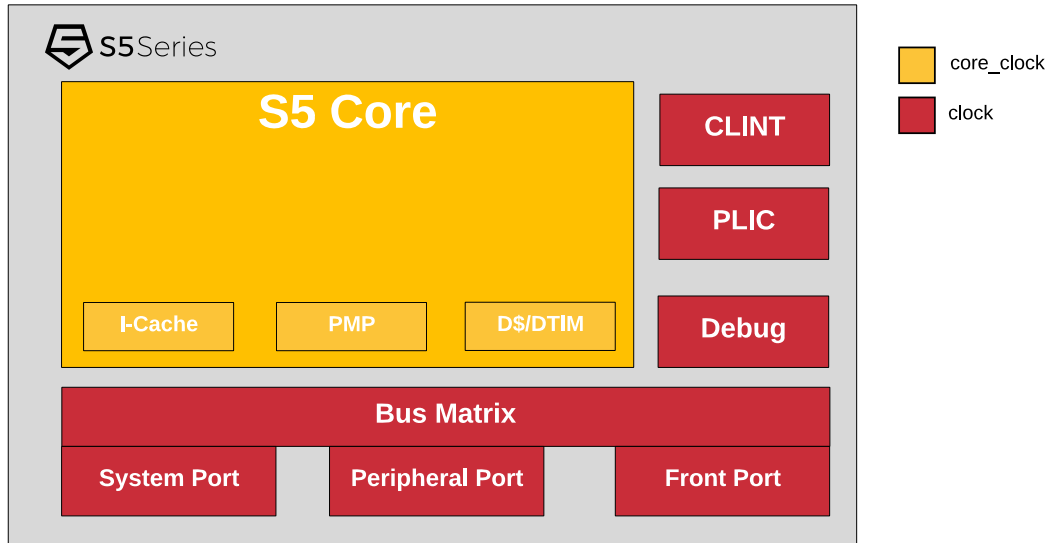 S5Series
S5 Core
I-Cache
PMP
D$/DTIM
CLINT
PLIC
Debug
Bus Matrix
System Port
Peripheral Port
Front Port
core_clock
clock